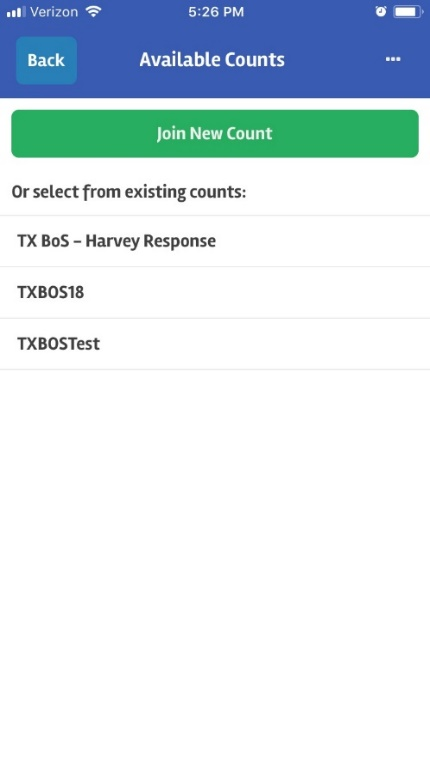 Verizon 5:26 PM
Back Available Counts ...
Join New Count
Or select from existing counts:
TX BoS – Harvey Response
TXBOS18
TXBOSTest